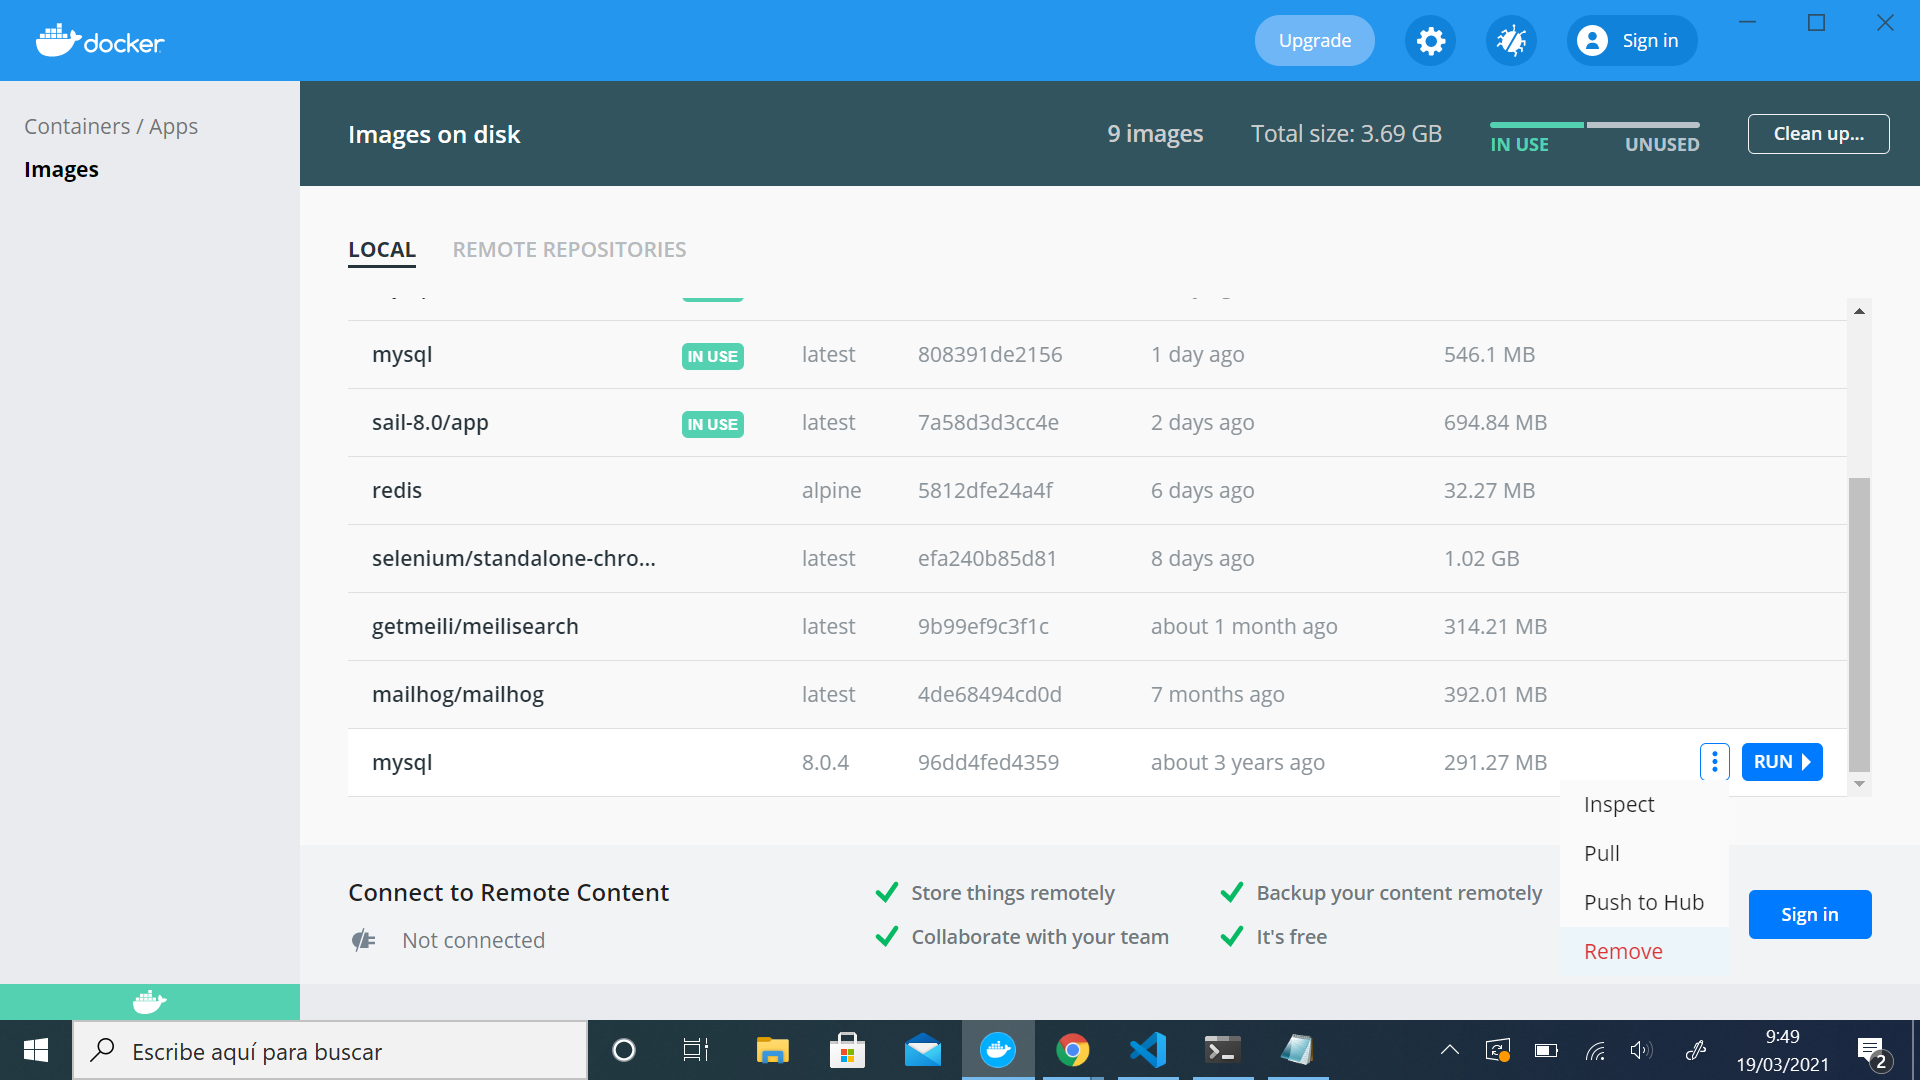 docker
Upgrade
Sign in
Containers / Apps
Images
Images on disk
9 images
Total size: 3.69 GB
IN USE
UNUSED
Clean up...
LOCAL
REMOTE REPOSITORIES
mysql IN USE latest 808391de2156 1 day ago 546.1 MB
sail-8.0/app IN USE latest 7a58d3d3cc4e 2 days ago 694.84 MB
redis alpine 5812dfe24a4f 6 days ago 32.27 MB
selenium/standalone-chro... latest efa240b85d81 8 days ago 1.02 GB
getmeili/meilisearch latest 9b99ef9c3f1c about 1 month ago 314.21 MB
mailhog/mailhog latest 4de68494cd0d 7 months ago 392.01 MB
mysql 8.0.4 96dd4fed4359 about 3 years ago 291.27 MB RUN
Inspect
Pull
Push to Hub
Remove
Connect to Remote Content
Not connected
Store things remotely
Backup your content remotely
Collaborate with your team
It's free
Sign in
Escribe aquí para buscar
9:49
19/03/2021
2